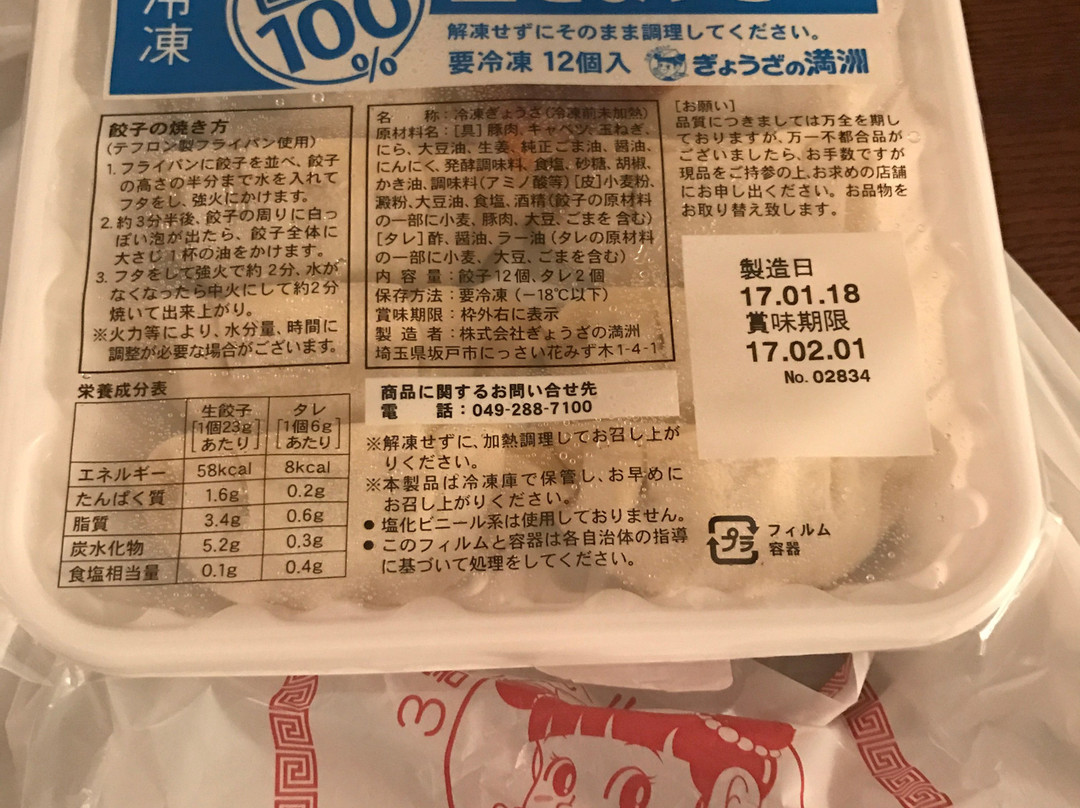 冷凍
100%
解凍せずにそのまま調理してください。
要冷凍 12個入 ぎょうざの満洲
餃子の焼き方
(テフロン製フライパン使用)
1. フライパンに餃子を並べ、餃子
の高さの半分まで水を入れて
フタをし、強火にかけます。
2. 約3分半後、餃子の周りに白っ
ぽい泡が出たら、餃子全体に
大さじ1杯の油をかけます。
3. フタをして強火で約2分、水が
なくなったら中火にして約2分
焼いて出来上がり。
※火力等により、水分量、時間に
調整が必要な場合がございます。
栄養成分表
生餃子 タレ
[1個23g] [1個6g]
[あたり] [あたり]
エネルギー 58kcal 8kcal
たんぱく質 1.6g 0.2g
脂質 3.4g 0.6g
炭水化物 5.2g 0.3g
食塩相当量 0.1g 0.4g
名 称:冷凍ぎょうざ(冷凍前未加熱)
原材料名:[具]豚肉、キャベツ、玉ねぎ、
にら、大豆油、生姜、純正ごま油、醤油、
にんにく、発酵調味料、食塩、砂糖、胡椒、
かき油、調味料(アミノ酸等)[皮]小麦粉、
澱粉、大豆油、食塩、酒精(餃子の原材料
の一部に小麦、豚肉、大豆、ごまを含む)
[タレ]酢、醤油、ラー油(タレの原材料
の一部に小麦、大豆、ごまを含む)
内 容 量:餃子12個、タレ2個
保存方法:要冷凍(−18℃以下)
賞味期限:枠外右に表示
製 造 者:株式会社ぎょうざの満洲
埼玉県坂戸市にっさい花みず木1-4-1
商品に関するお問い合せ先
電 話:049-288-7100
※解凍せずに、加熱調理してお召し上が
りください。
※本製品は冷凍庫で保管し、お早めに
お召し上がりください。
● 塩化ビニール系は使用しておりません。
● このフィルムと容器は各自治体の指導
に基づいて処理をしてください。
[お願い]
品質につきましては万全を期し
ておりますが、万一不都合品が
ございましたら、お手数ですが
現品をご持参の上、お求めの店舗
にお申し出ください。お品物を
お取り替え致します。
製造日
17.01.18
賞味期限
17.02.01
No. 02834
プラ
フィルム
容器
3